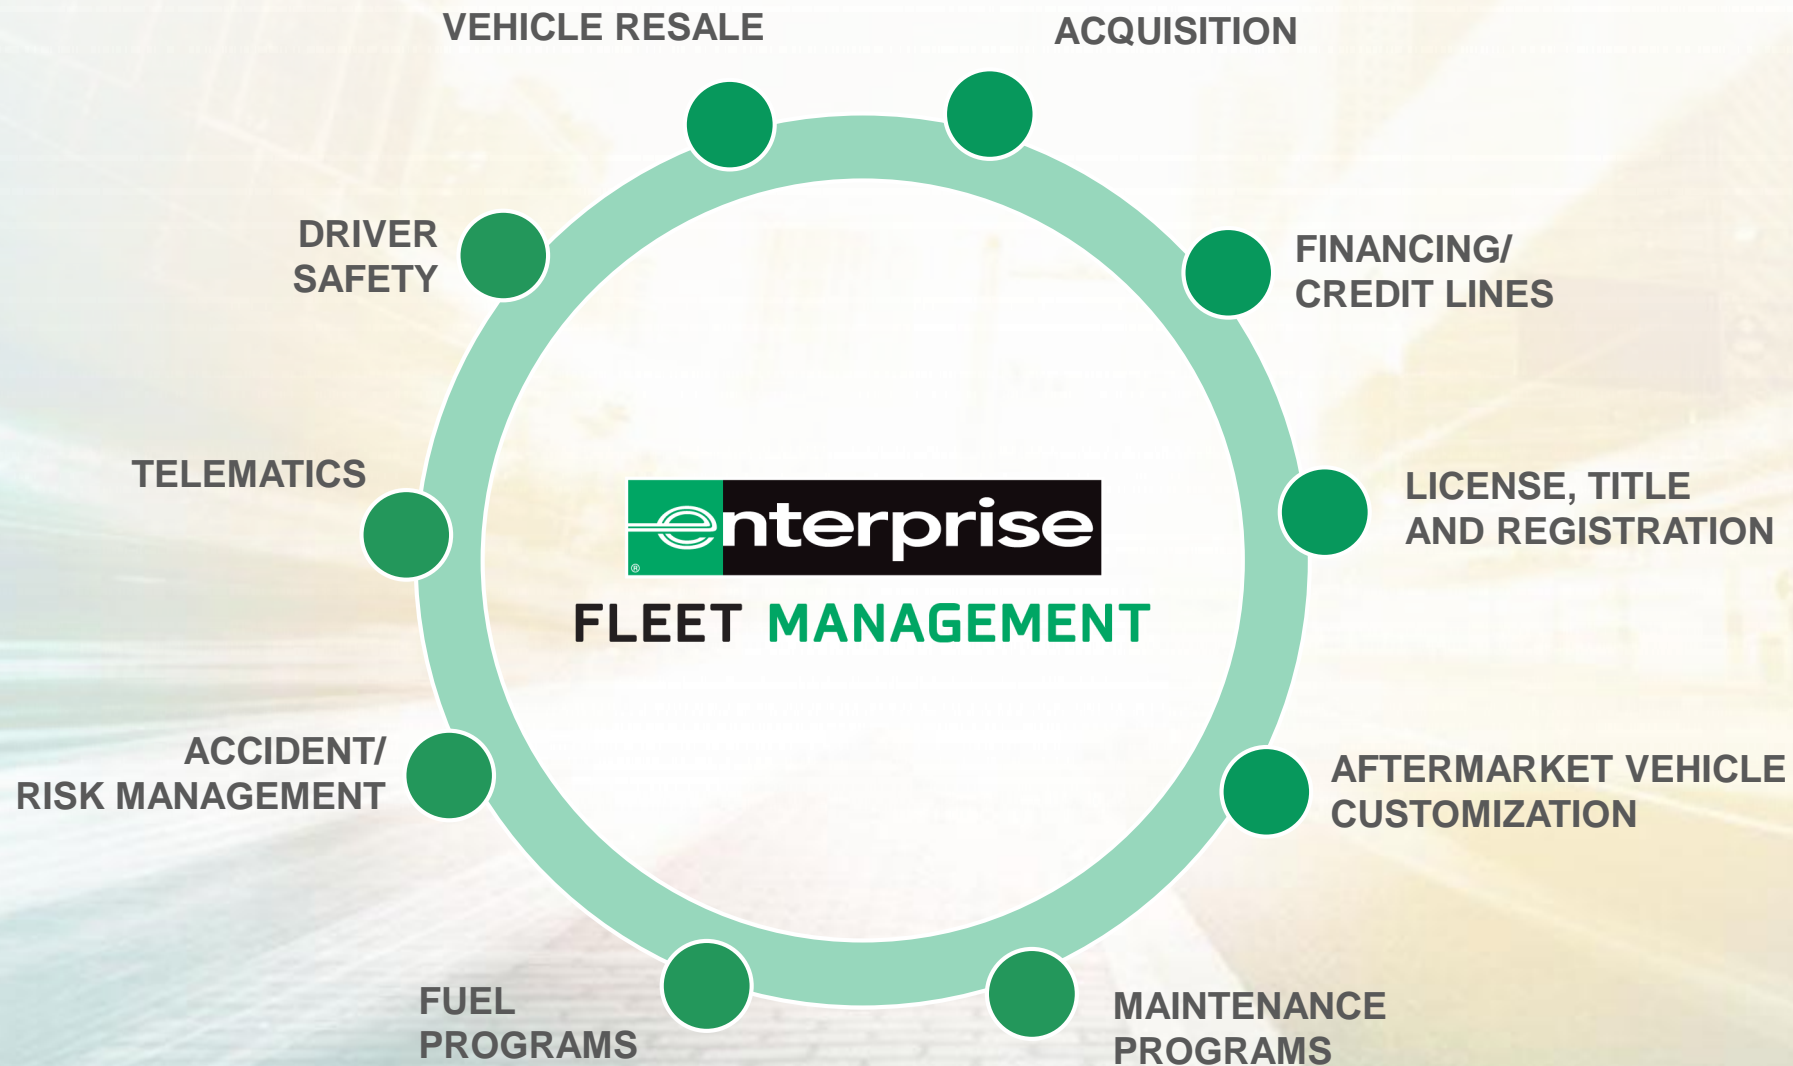 VEHICLE RESALE
ACQUISITION
DRIVER
SAFETY
FINANCING/
CREDIT LINES
TELEMATICS
LICENSE, TITLE
AND REGISTRATION
enterprise
®
FLEET MANAGEMENT
ACCIDENT/
RISK MANAGEMENT
AFTERMARKET VEHICLE
CUSTOMIZATION
FUEL
PROGRAMS
MAINTENANCE
PROGRAMS